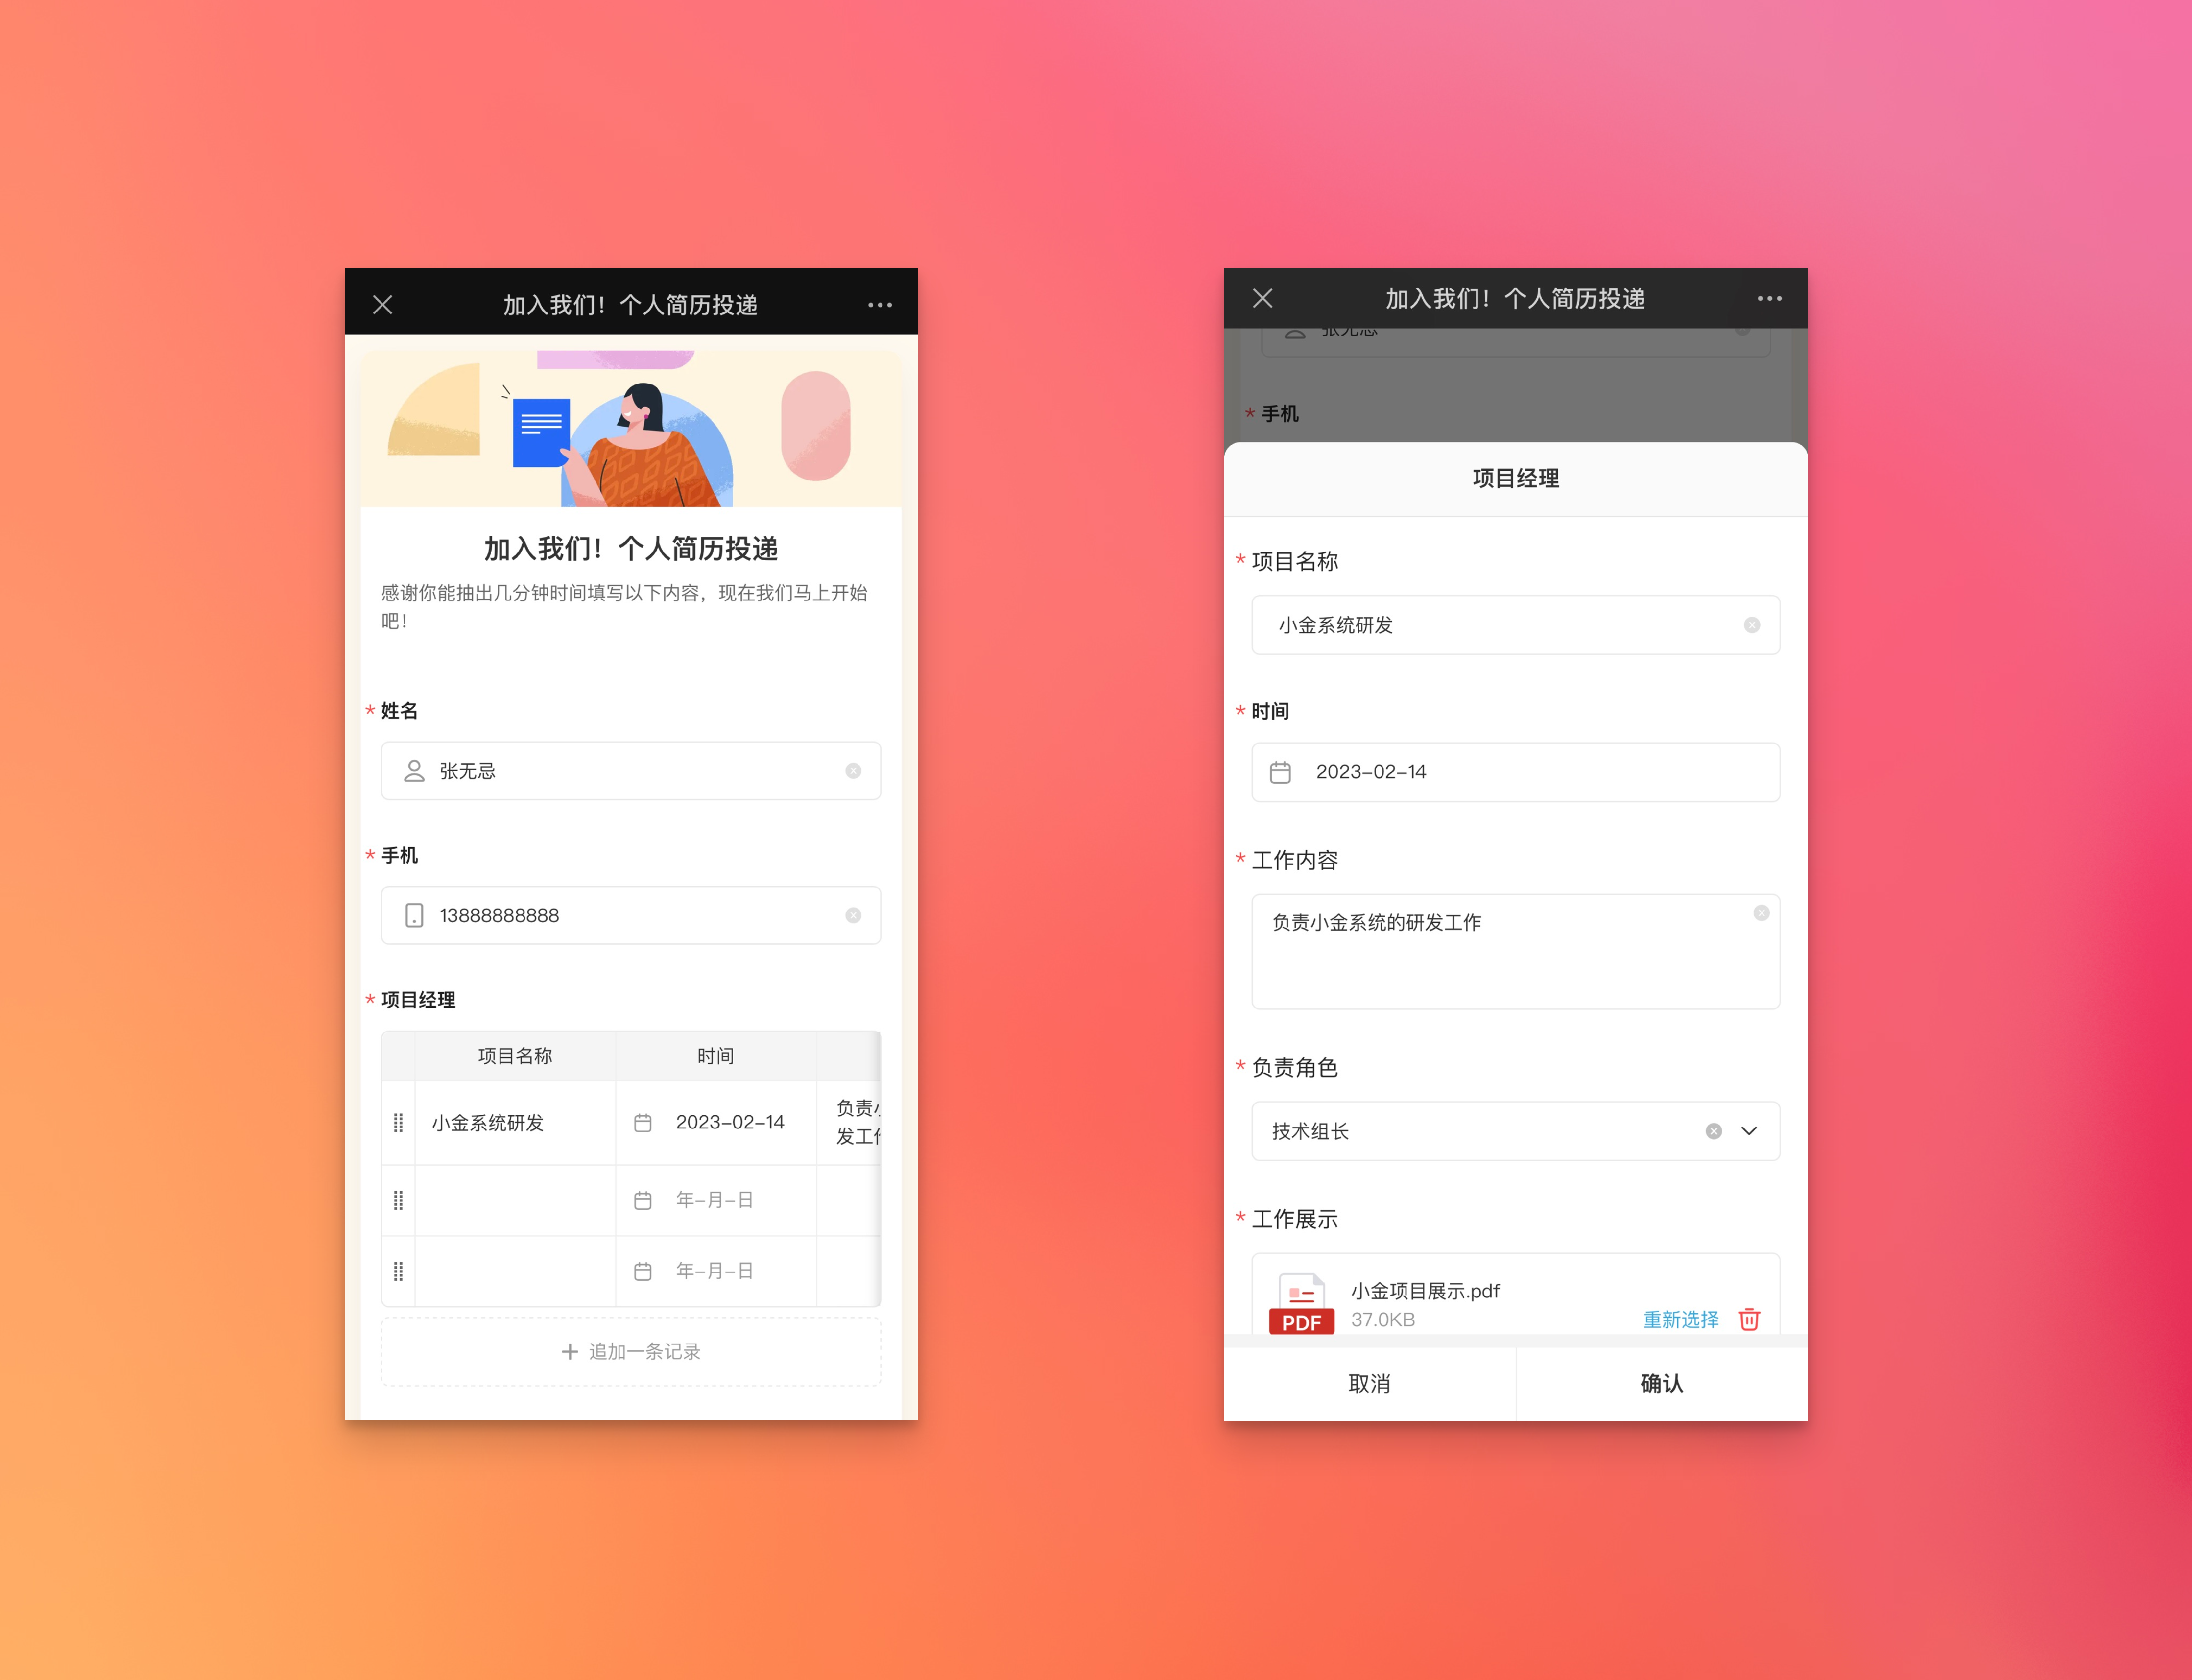 加入我们！个人简历投递
加入我们！个人简历投递
感谢你能抽出几分钟时间填写以下内容，现在我们马上开始
吧！
* 姓名
张无忌
* 手机
13888888888
* 项目经理
项目名称 时间
小金系统研发 2023-02-14 负责
发工
年-月-日
年-月-日
+ 追加一条记录
加入我们！个人简历投递
张无忌
* 手机
项目经理
* 项目名称
小金系统研发
* 时间
2023-02-14
* 工作内容
负责小金系统的研发工作
* 负责角色
技术组长
* 工作展示
小金项目展示.pdf
PDF 37.0KB 重新选择
取消 确认